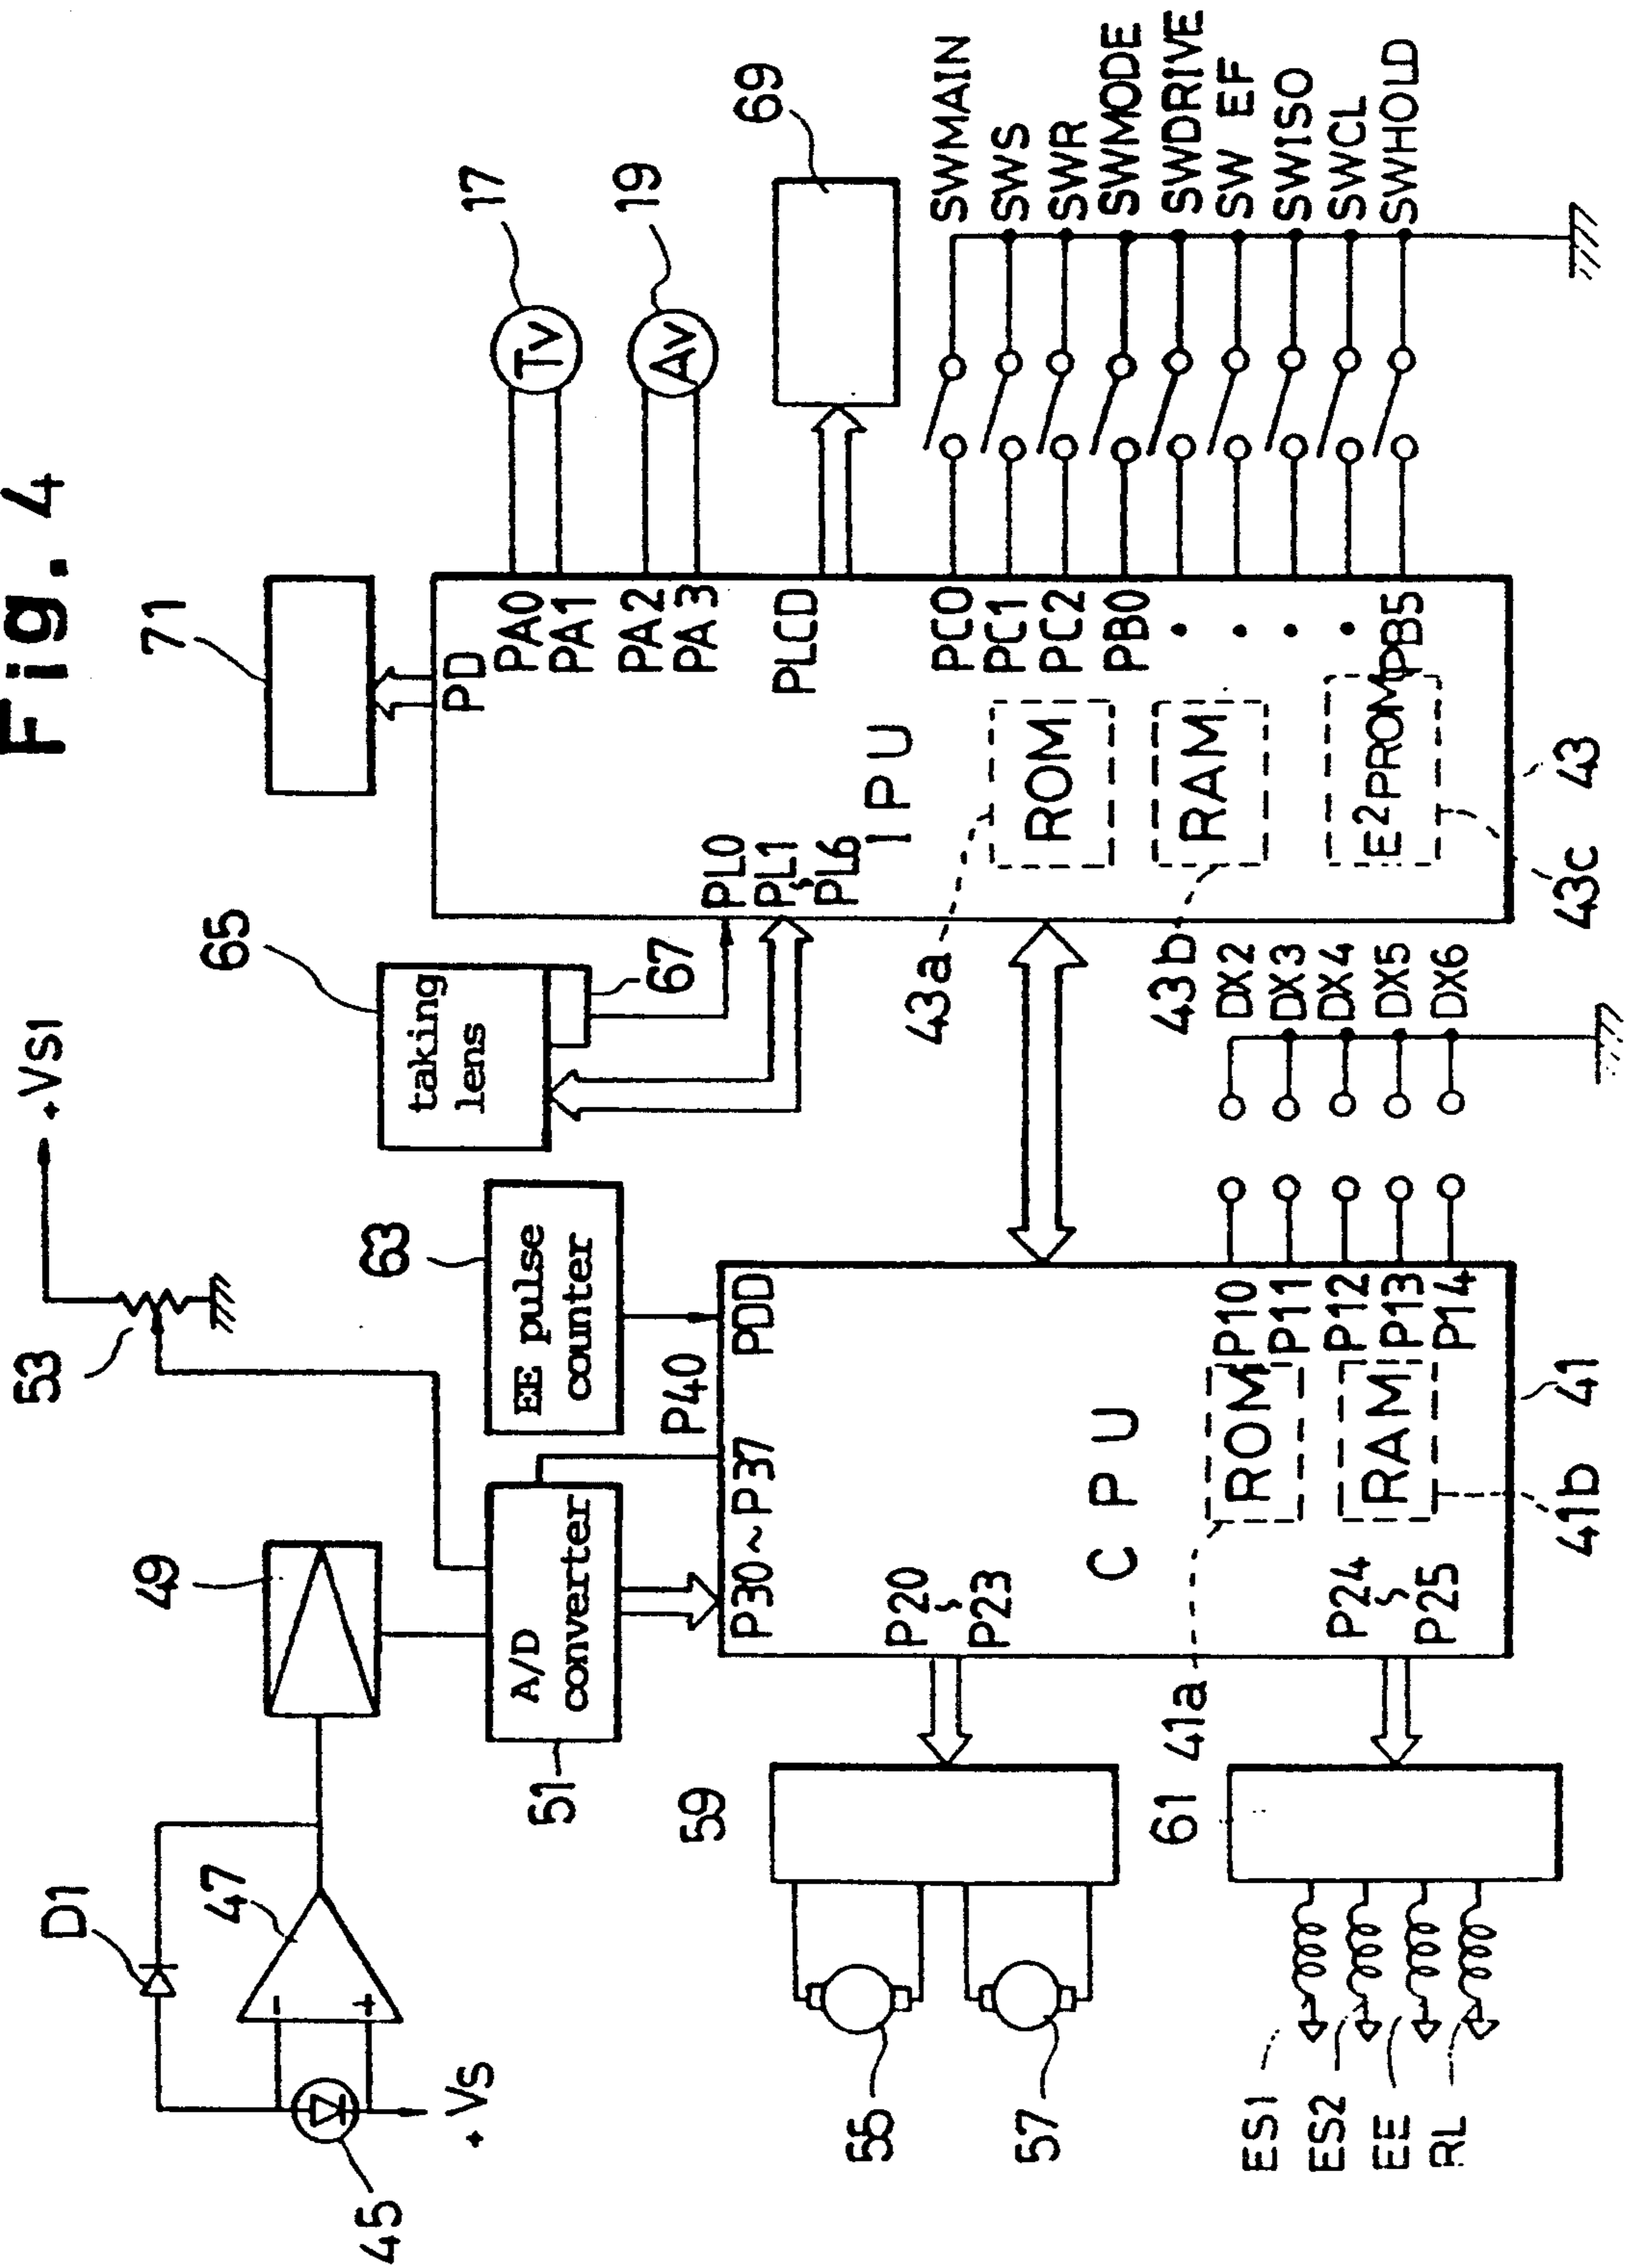 Fig. 4
71
17
Tv
19
Av
69
65
taking
lens
67
+Vs1
53
63
EE pulse
counter
49
D1
47
-
+
45
+Vs
A/D
converter
51
PD
PA0
PA1
PA2
PA3
PLCD
PC0
PC1
PC2
PB0
PB5
PL0
PL1
PL6
IPU
ROM
RAM
E²PROM
43a
43b
43c
43
SWMAIN
SWS
SWR
SWMODE
SWDRIVE
SW EF
SWISO
SWCL
SWHOLD
P40
PDD
P30~P37
P20
P23
CPU
ROM
RAM
P24
P25
P10
P11
P12
P13
P14
41a
41b
41
DX2
DX3
DX4
DX5
DX6
59
57
61
ES1
ES2
EE
RL